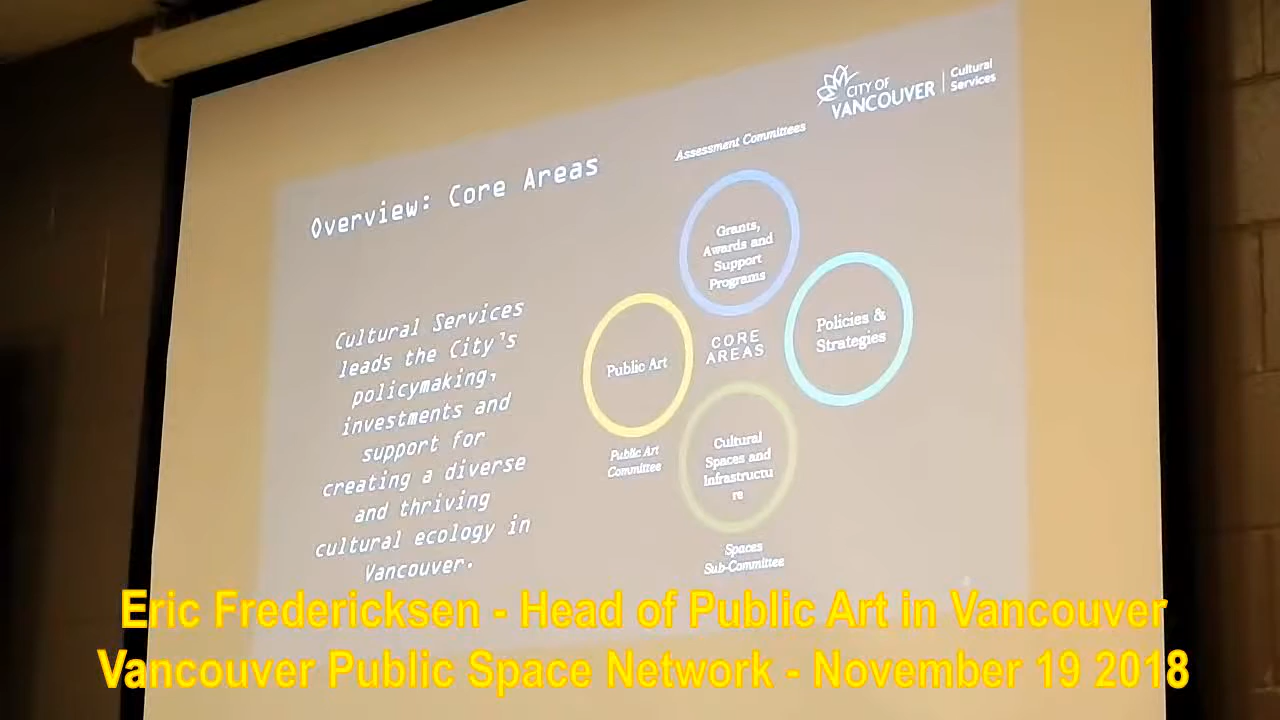 CITY OF
VANCOUVER
Cultural
Services
Assessment Committees
Overview: Core Areas
Grants,
Awards and
Support
Programs
Policies &
Strategies
CORE
AREAS
Public Art
Public Art
Committee
Cultural
Spaces and
Infrastructu
re
Spaces
Sub-Committee
Cultural Services
leads the City's
policymaking,
investments and
support for
creating a diverse
and thriving
cultural ecology in
Vancouver.
Eric Fredericksen - Head of Public Art in Vancouver
Vancouver Public Space Network - November 19 2018